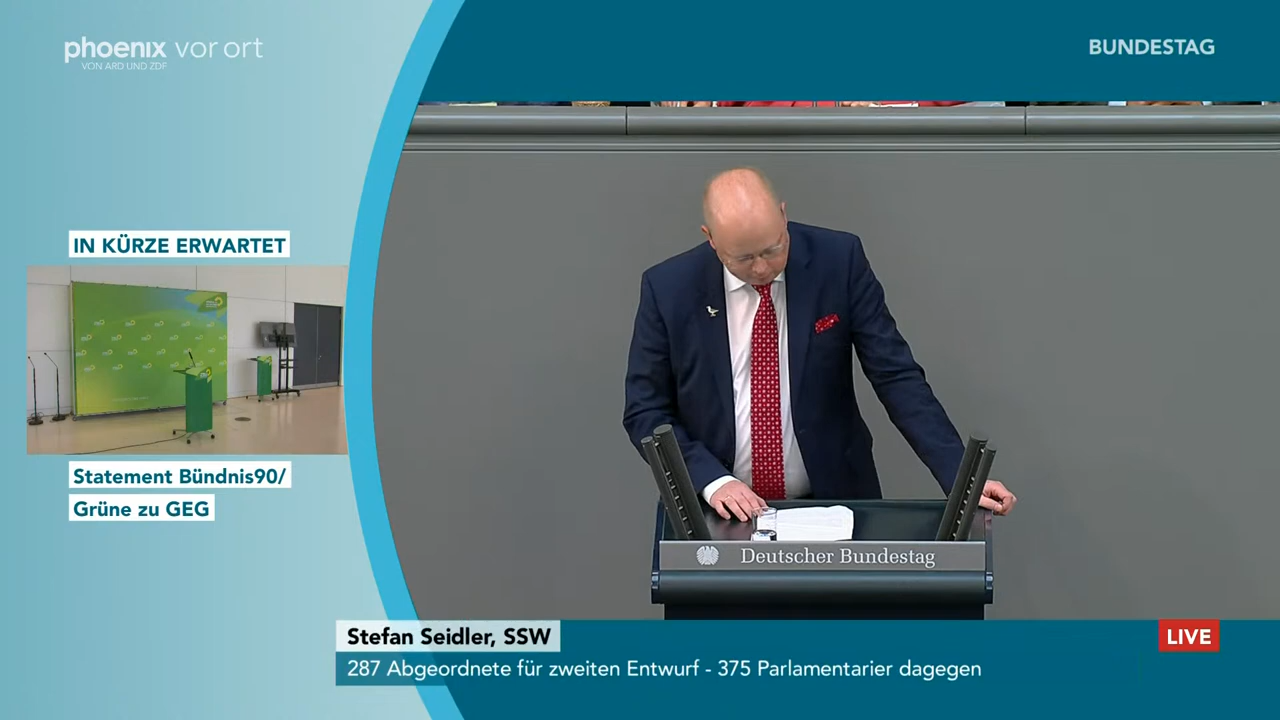 phoenix vor ort
VON ARD UND ZDF
BUNDESTAG
IN KÜRZE ERWARTET
Statement Bündnis90/
Grüne zu GEG
Deutscher Bundestag
Stefan Seidler, SSW
LIVE
287 Abgeordnete für zweiten Entwurf - 375 Parlamentarier dagegen